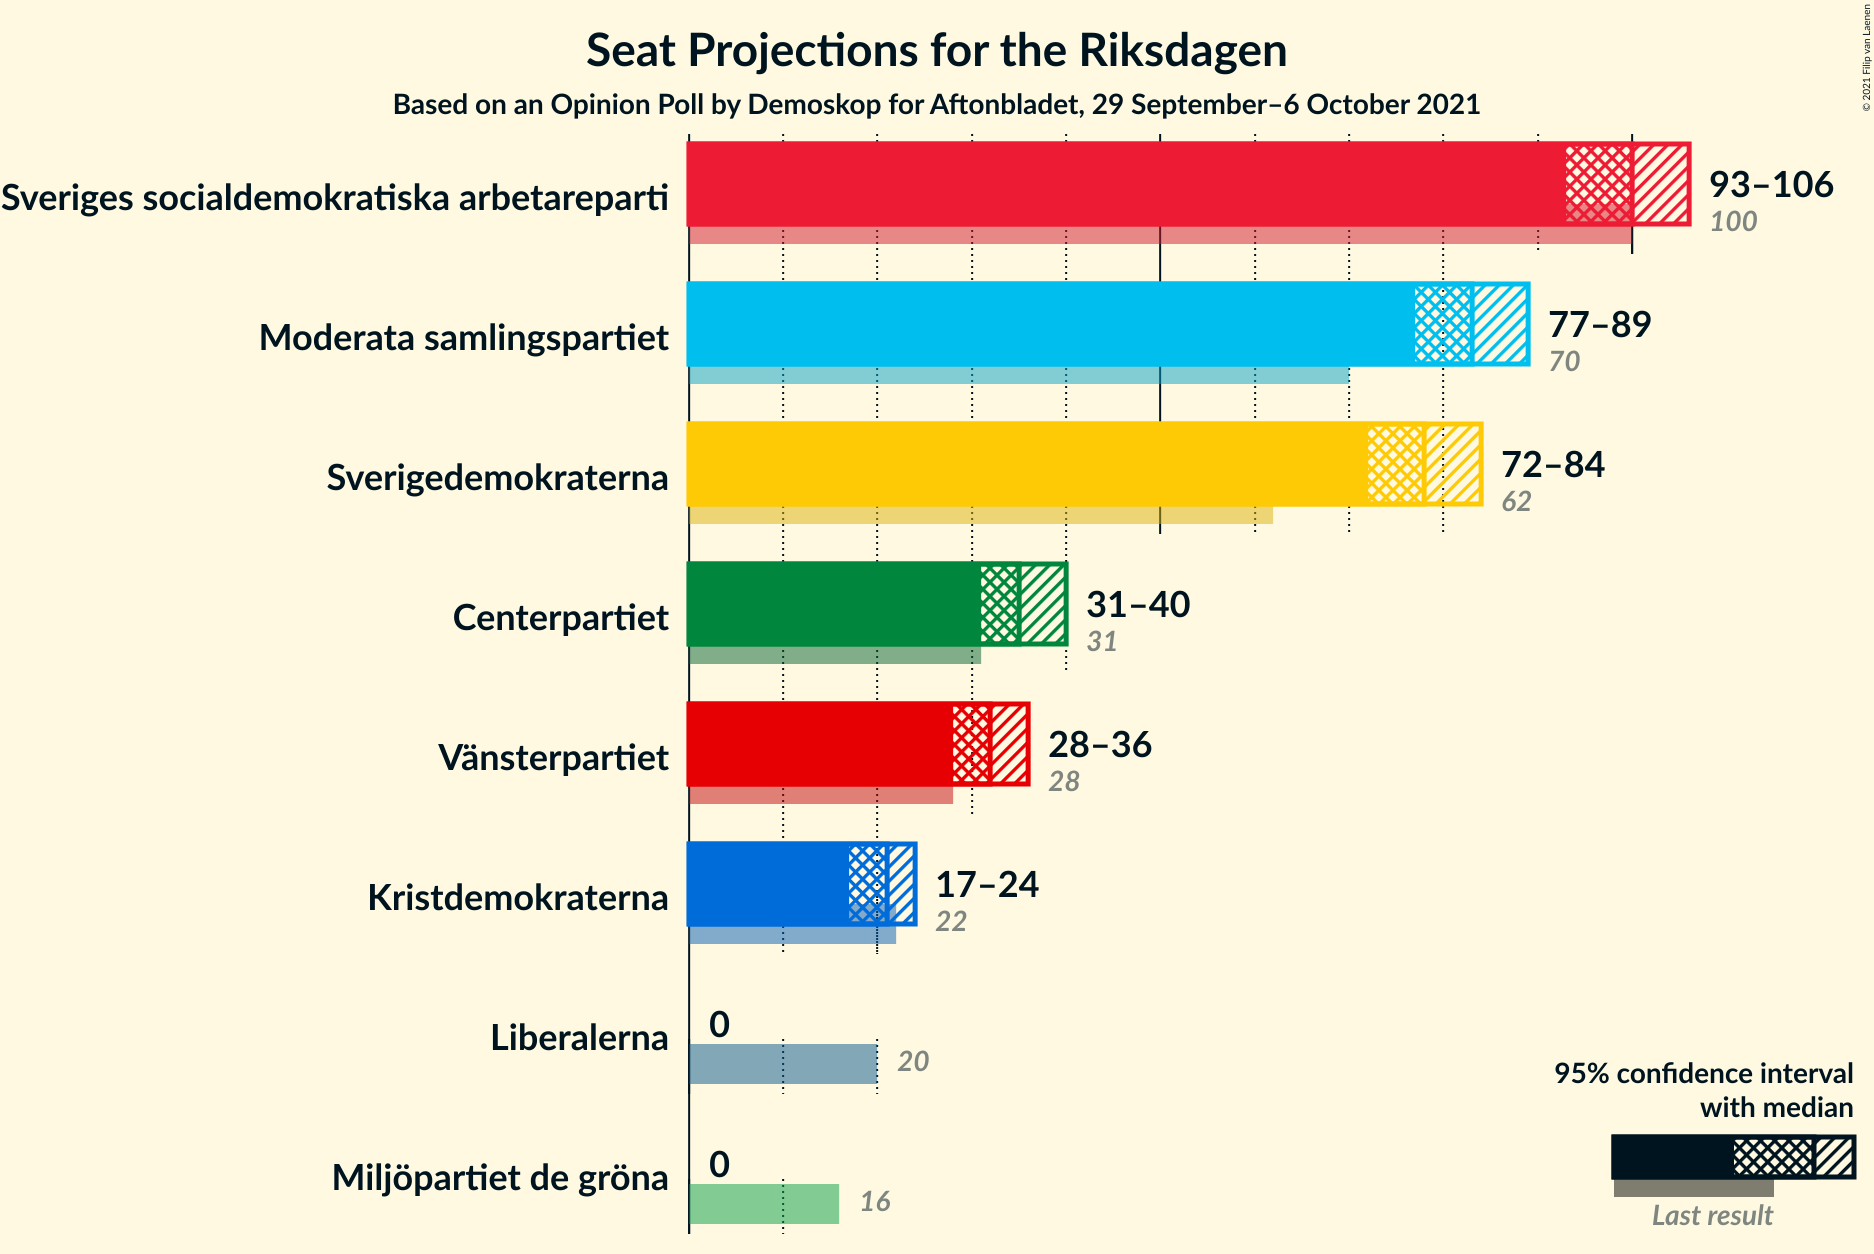 Seat Projections for the Riksdagen
Based on an Opinion Poll by Demoskop for Aftonbladet, 29 September–6 October 2021
© 2021 Filip van Laenen
Sveriges socialdemokratiska arbetareparti
93–106
100
Moderata samlingspartiet
77–89
70
Sverigedemokraterna
72–84
62
Centerpartiet
31–40
31
Vänsterpartiet
28–36
28
Kristdemokraterna
17–24
22
Liberalerna
0
20
Miljöpartiet de gröna
0
16
95% confidence interval
with median
Last result